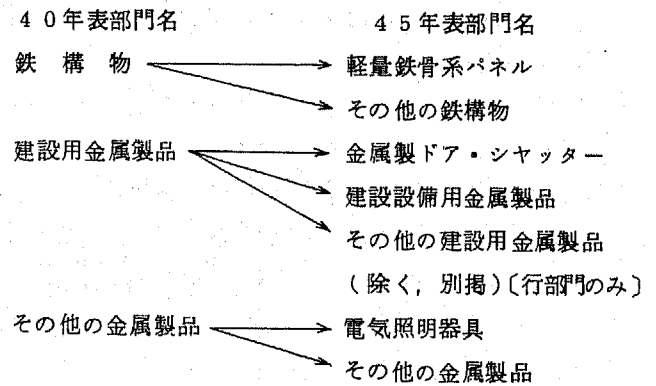 40年表部門名 45年表部門名
鉄構物 軽量鉄骨系パネル
その他の鉄構物
建設用金属製品 金属製ドア・シヤッター
建設設備用金属製品
その他の建設用金属製品
(除く,別掲)〔行部門のみ〕
その他の金属製品 電気照明器具
その他の金属製品